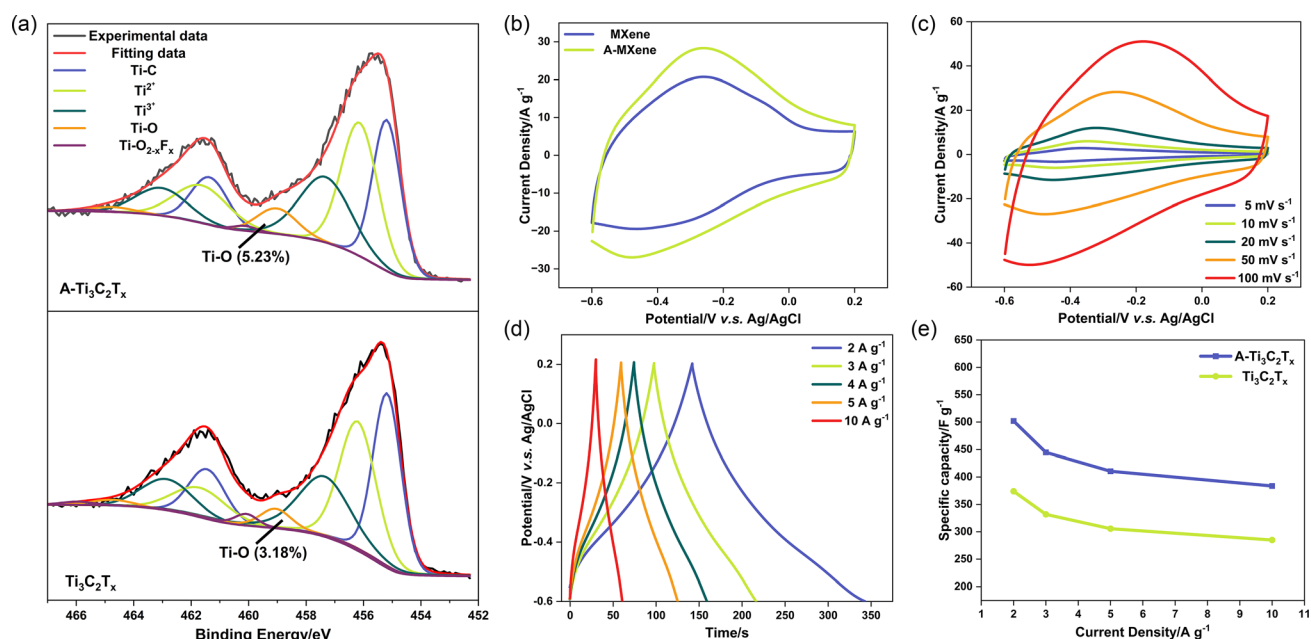 (a)
Experimental data
Fitting data
Ti-C
Ti²⁺
Ti³⁺
Ti-O
Ti-O₂₋ₓFₓ
Ti-O (5.23%)
A-Ti₃C₂Tₓ
Ti-O (3.18%)
Ti₃C₂Tₓ
466 464 462 460 458 456 454 452
Binding Energy/eV
(b)
MXene
A-MXene
Current Density/A g⁻¹
30
20
10
0
−10
−20
−30
−0.6 −0.4 −0.2 0.0 0.2
Potential/V v.s. Ag/AgCl
(c)
Current Density/A g⁻¹
60
40
20
0
-20
-40
-60
5 mV s⁻¹
10 mV s⁻¹
20 mV s⁻¹
50 mV s⁻¹
100 mV s⁻¹
−0.6 −0.4 −0.2 0.0 0.2
Potential/V v.s. Ag/AgCl
(d)
2 A g⁻¹
3 A g⁻¹
4 A g⁻¹
5 A g⁻¹
10 A g⁻¹
Potential/V v.s. Ag/AgCl
0.2
0.0
-0.2
-0.4
-0.6
0 50 100 150 200 250 300 350
Time/s
(e)
A-Ti₃C₂Tₓ
Ti₃C₂Tₓ
Specific capacity/F g⁻¹
650
600
550
500
450
400
350
300
250
200
1 2 3 4 5 6 7 8 9 10 11
Current Density/A g⁻¹